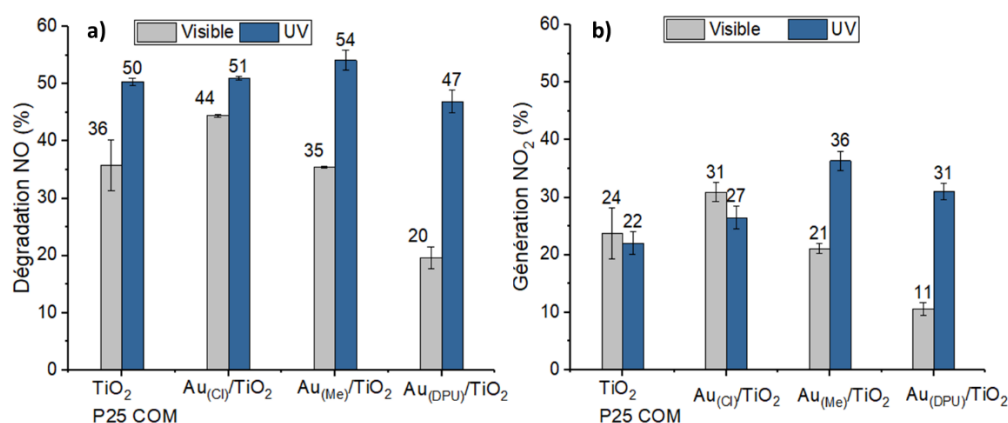 a)
Visible
UV
Dégradation NO (%)
60
50
40
30
20
10
0
36
50
44
51
35
54
20
47
TiO2
P25 COM
Au(Cl)/TiO2
Au(Me)/TiO2
Au(DPU)/TiO2
b)
Visible
UV
Génération NO2 (%)
60
50
40
30
20
10
0
24
22
31
27
21
36
11
31
TiO2
P25 COM
Au(Cl)/TiO2
Au(Me)/TiO2
Au(DPU)/TiO2